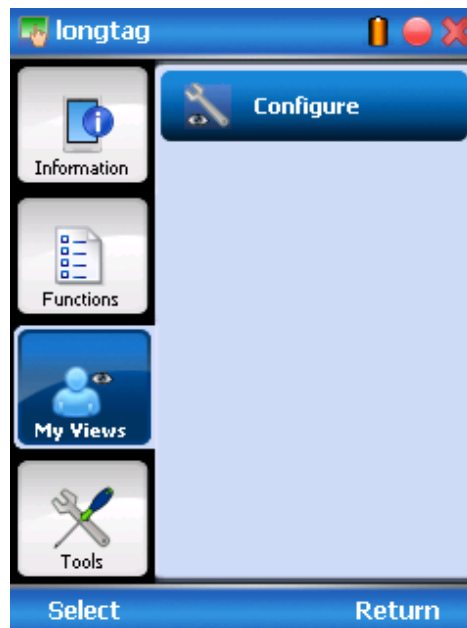 longtag
Configure
Information
Functions
My Views
Tools
Select
Return